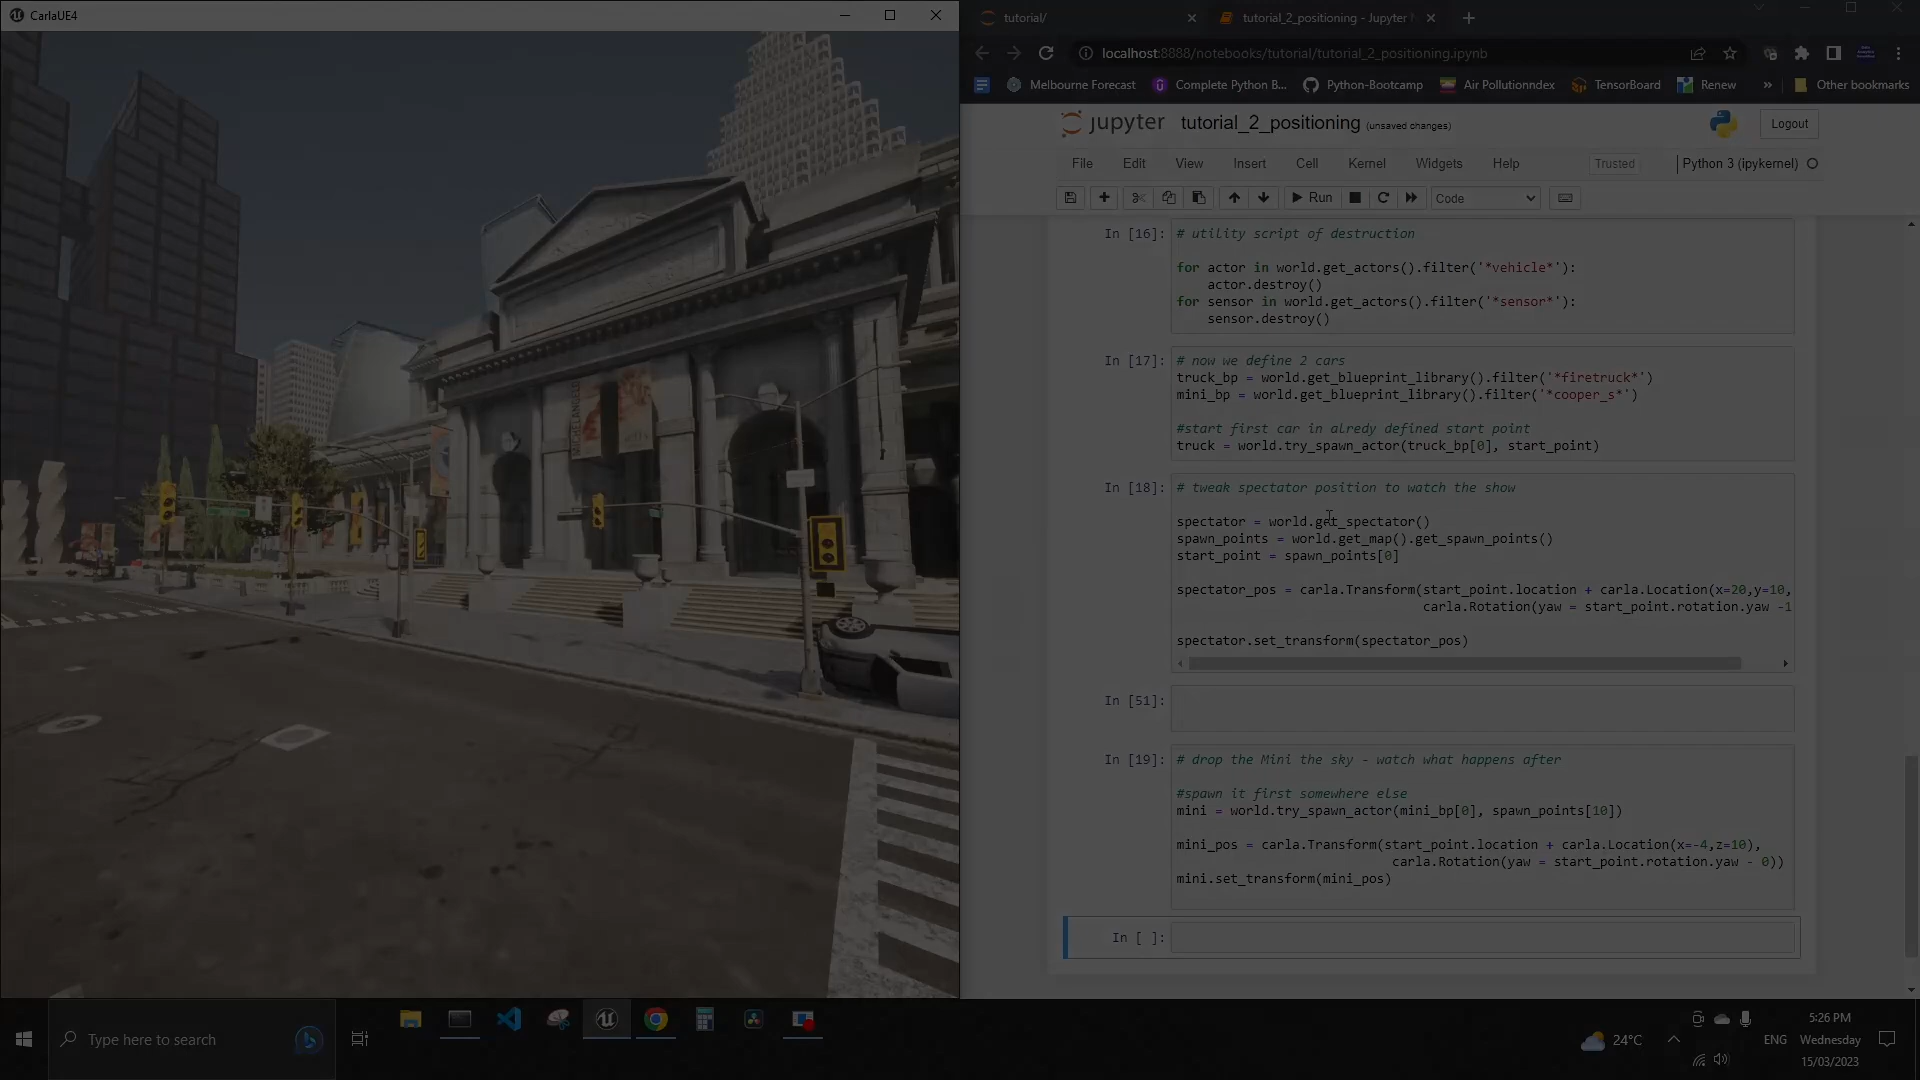 CarlaUE4
MICHELANGELO
tutorial/
tutorial_2_positioning - Jupyter
localhost:8888/notebooks/tutorial/tutorial_2_positioning.ipynb
Melbourne Forecast
Complete Python B...
Python-Bootcamp
Air Pollutionndex
TensorBoard
Renew
»
Other bookmarks
jupyter tutorial_2_positioning (unsaved changes)
Logout
File Edit View Insert Cell Kernel Widgets Help
Trusted
Python 3 (ipykernel)
Run
Code
In [16]:
# utility script of destruction
for actor in world.get_actors().filter('*vehicle*'):
actor.destroy()
for sensor in world.get_actors().filter('*sensor*'):
sensor.destroy()
In [17]:
# now we define 2 cars
truck_bp = world.get_blueprint_library().filter('*firetruck*')
mini_bp = world.get_blueprint_library().filter('*cooper_s*')
#start first car in alredy defined start point
truck = world.try_spawn_actor(truck_bp[0], start_point)
In [18]:
# tweak spectator position to watch the show
spectator = world.get_spectator()
spawn_points = world.get_map().get_spawn_points()
start_point = spawn_points[0]
spectator_pos = carla.Transform(start_point.location + carla.Location(x=20,y=10,
carla.Rotation(yaw = start_point.rotation.yaw -1
spectator.set_transform(spectator_pos)
In [51]:
In [19]:
# drop the Mini the sky - watch what happens after
#spawn it first somewhere else
mini = world.try_spawn_actor(mini_bp[0], spawn_points[10])
mini_pos = carla.Transform(start_point.location + carla.Location(x=-4,z=10),
carla.Rotation(yaw = start_point.rotation.yaw - 0))
mini.set_transform(mini_pos)
In [ ]:
Type here to search
24°C
ENG
5:26 PM
Wednesday
15/03/2023